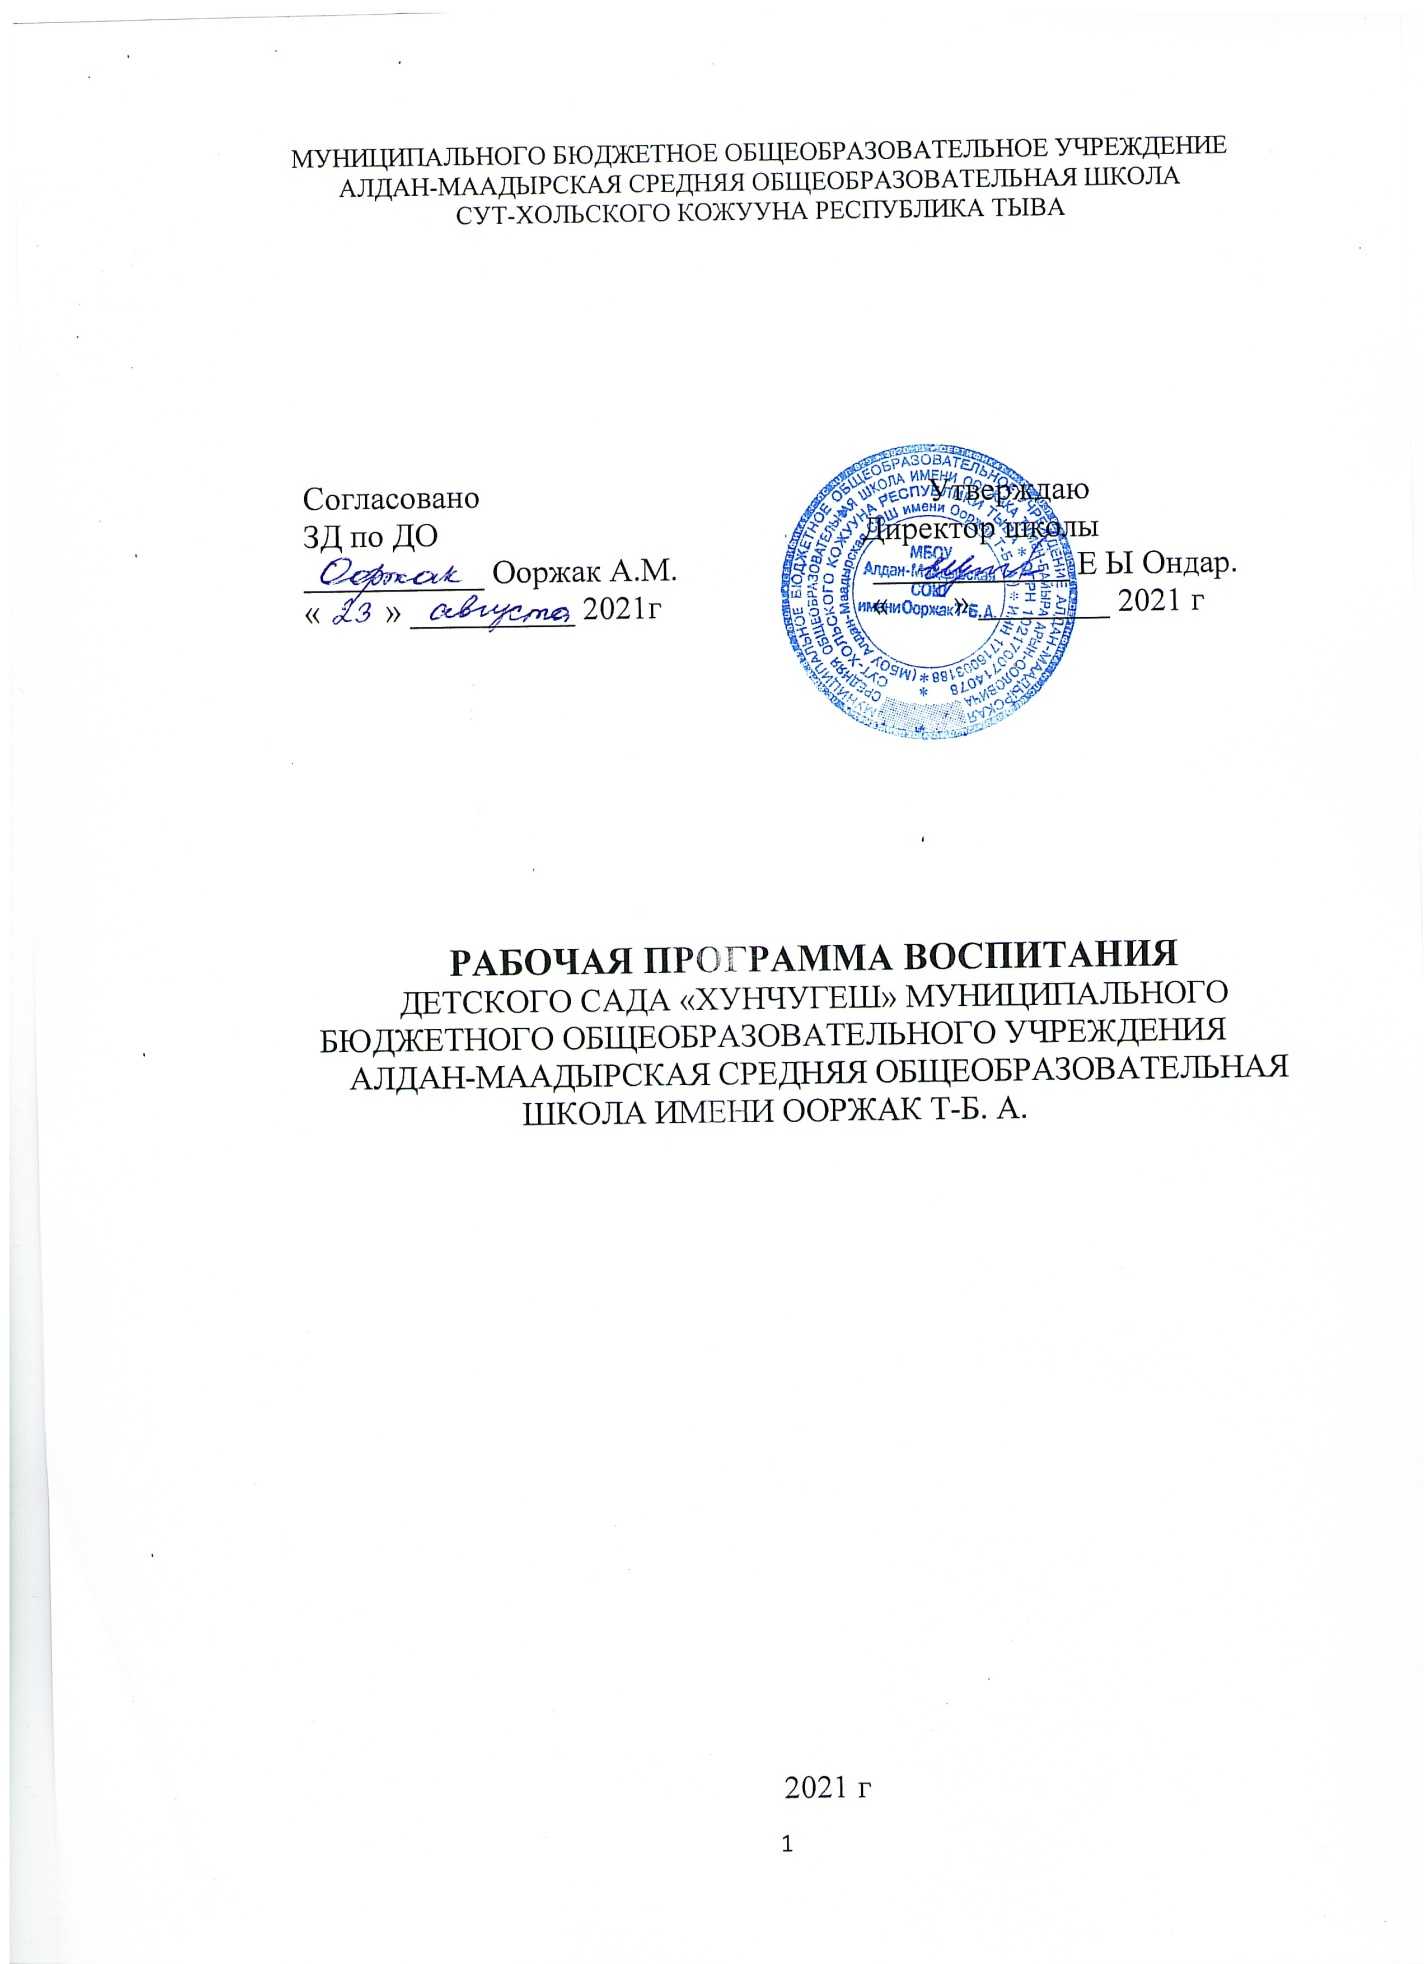 МУНИЦИПАЛЬНОГО БЮДЖЕТНОЕ ОБЩЕОБРАЗОВАТЕЛЬНОЕ УЧРЕЖДЕНИЕ
АЛДАН-МААДЫРСКАЯ СРЕДНЯЯ ОБЩЕОБРАЗОВАТЕЛЬНАЯ ШКОЛА
СУТ-ХОЛЬСКОГО КОЖУУНА РЕСПУБЛИКА ТЫВА
Согласовано
ЗД по ДО
Ооржак Ооржак А.М.
« 23 » августа 2021г
Утверждаю
Директор школы
Е Ы Ондар.
« » 2021 г
МБОУ
Алдан-Маадырская
СОШ
имени Ооржак Т-Б.А.
РАБОЧАЯ ПРОГРАММА ВОСПИТАНИЯ
ДЕТСКОГО САДА «ХУНЧУГЕШ» МУНИЦИПАЛЬНОГО
БЮДЖЕТНОГО ОБЩЕОБРАЗОВАТЕЛЬНОГО УЧРЕЖДЕНИЯ
АЛДАН-МААДЫРСКАЯ СРЕДНЯЯ ОБЩЕОБРАЗОВАТЕЛЬНАЯ
ШКОЛА ИМЕНИ ООРЖАК Т-Б. А.
2021 г
1